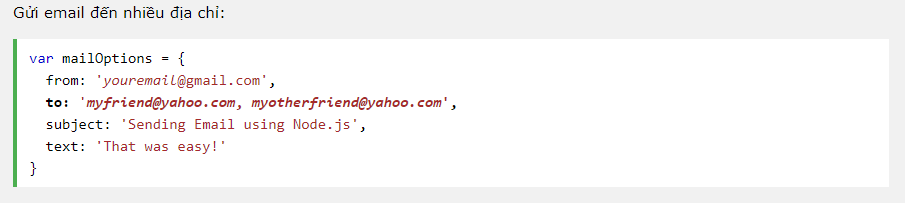 Gửi email đến nhiều địa chỉ:
var mailOptions = {
  from: 'youremail@gmail.com',
  to: 'myfriend@yahoo.com, myotherfriend@yahoo.com',
  subject: 'Sending Email using Node.js',
  text: 'That was easy!'
}